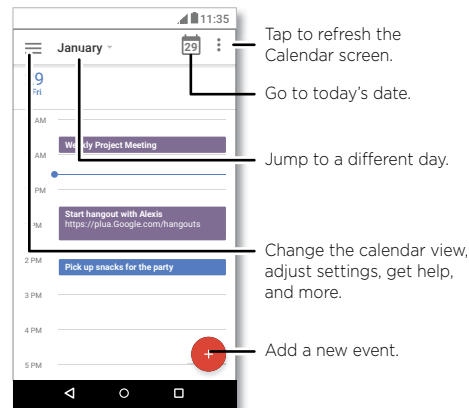 11:35
January
29
Tap to refresh the
Calendar screen.
Go to today's date.
Fri
AM
Weekly Project Meeting
AM
Jump to a different day.
PM
Start hangout with Alexis
https://plua.Google.com/hangouts
PM
2 PM
Pick up snacks for the party
Change the calendar view,
adjust settings, get help,
and more.
3 PM
4 PM
Add a new event.
5 PM